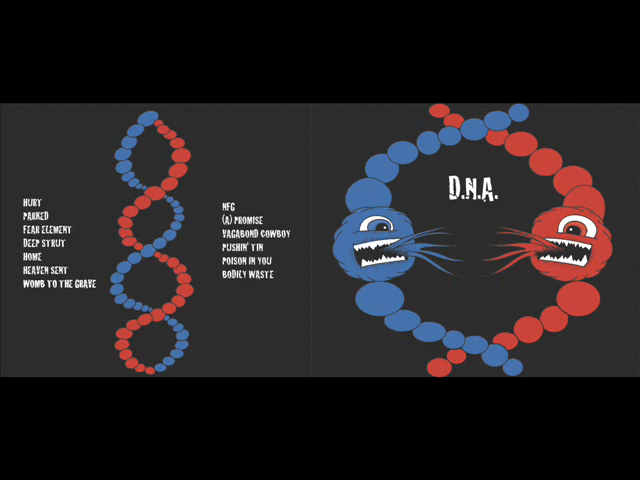 HURT
PARKED
FEAR ELEMENT
DEEP STRUT
HOME
HEAVEN SENT
WOMB TO THE GRAVE
NFG
(A) PROMISE
VAGABOND COWBOY
PUSHIN' TIN
POISON IN YOU
BODILY WASTE
D.N.A.